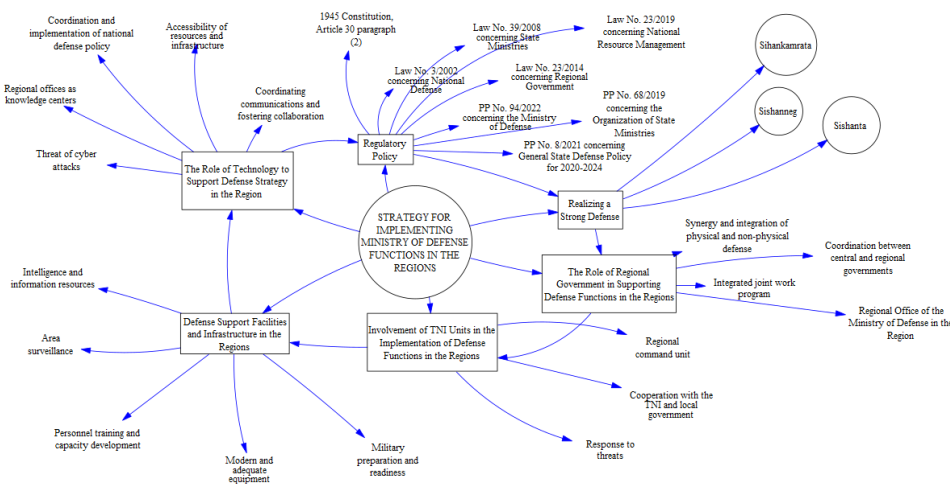 Coordination and
implementation of national
defense policy
Accessibility of
resources and
infrastructure
1945 Constitution,
Article 30 paragraph
(2)
Law No. 39/2008
concerning State
Ministries
Law No. 23/2019
concerning National
Resource Management
Sihankamrata
Regional offices as
knowledge centers
Coordinating
communications and
fostering collaboration
Law No. 3/2002
concerning National
Defense
Law No. 23/2014
concerning Regional
Government
PP No. 94/2022
concerning the Ministry
of Defense
PP No. 68/2019
concerning the
Organization of State
Ministries
Sishanneg
Sishanta
Threat of cyber
attacks
The Role of Technology to
Support Defense Strategy
in the Region
Regulatory
Policy
PP No. 8/2021 concerning
General State Defense Policy
for 2020-2024
STRATEGY FOR
IMPLEMENTING
MINISTRY OF DEFENSE
FUNCTIONS IN THE
REGIONS
Realizing a
Strong Defense
Synergy and integration of
physical and non-physical
defense
Coordination between
central and regional
governments
The Role of Regional
Government in Supporting
Defense Functions in the Regions
Integrated joint work
program
Regional Office of the
Ministry of Defense in the
Region
Intelligence and
information resources
Defense Support Facilities
and Infrastructure in the
Regions
Involvement of TNI Units in the
Implementation of Defense
Functions in the Regions
Regional
command unit
Area
surveillance
Cooperation with the
TNI and local
government
Personnel training and
capacity development
Modern and
adequate
equipment
Military
preparation and
readiness
Response to
threats